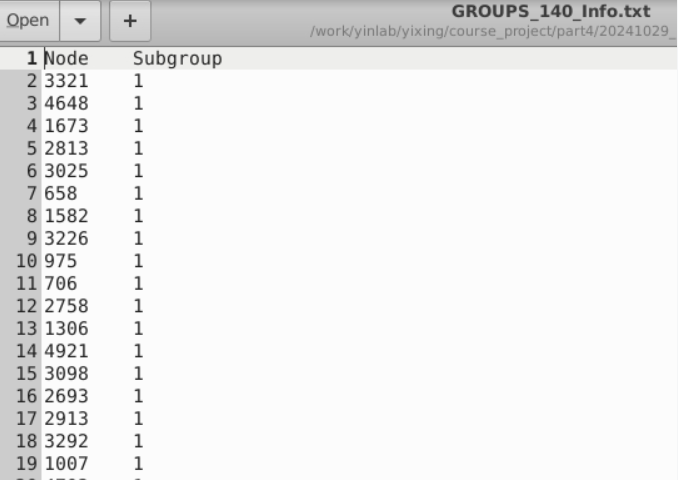 Open
GROUPS_140_Info.txt
/work/yinlab/yixing/course_project/part4/20241029_
1 Node Subgroup
2 3321 1
3 4648 1
4 1673 1
5 2813 1
6 3025 1
7 658 1
8 1582 1
9 3226 1
10 975 1
11 706 1
12 2758 1
13 1306 1
14 4921 1
15 3098 1
16 2693 1
17 2913 1
18 3292 1
19 1007 1